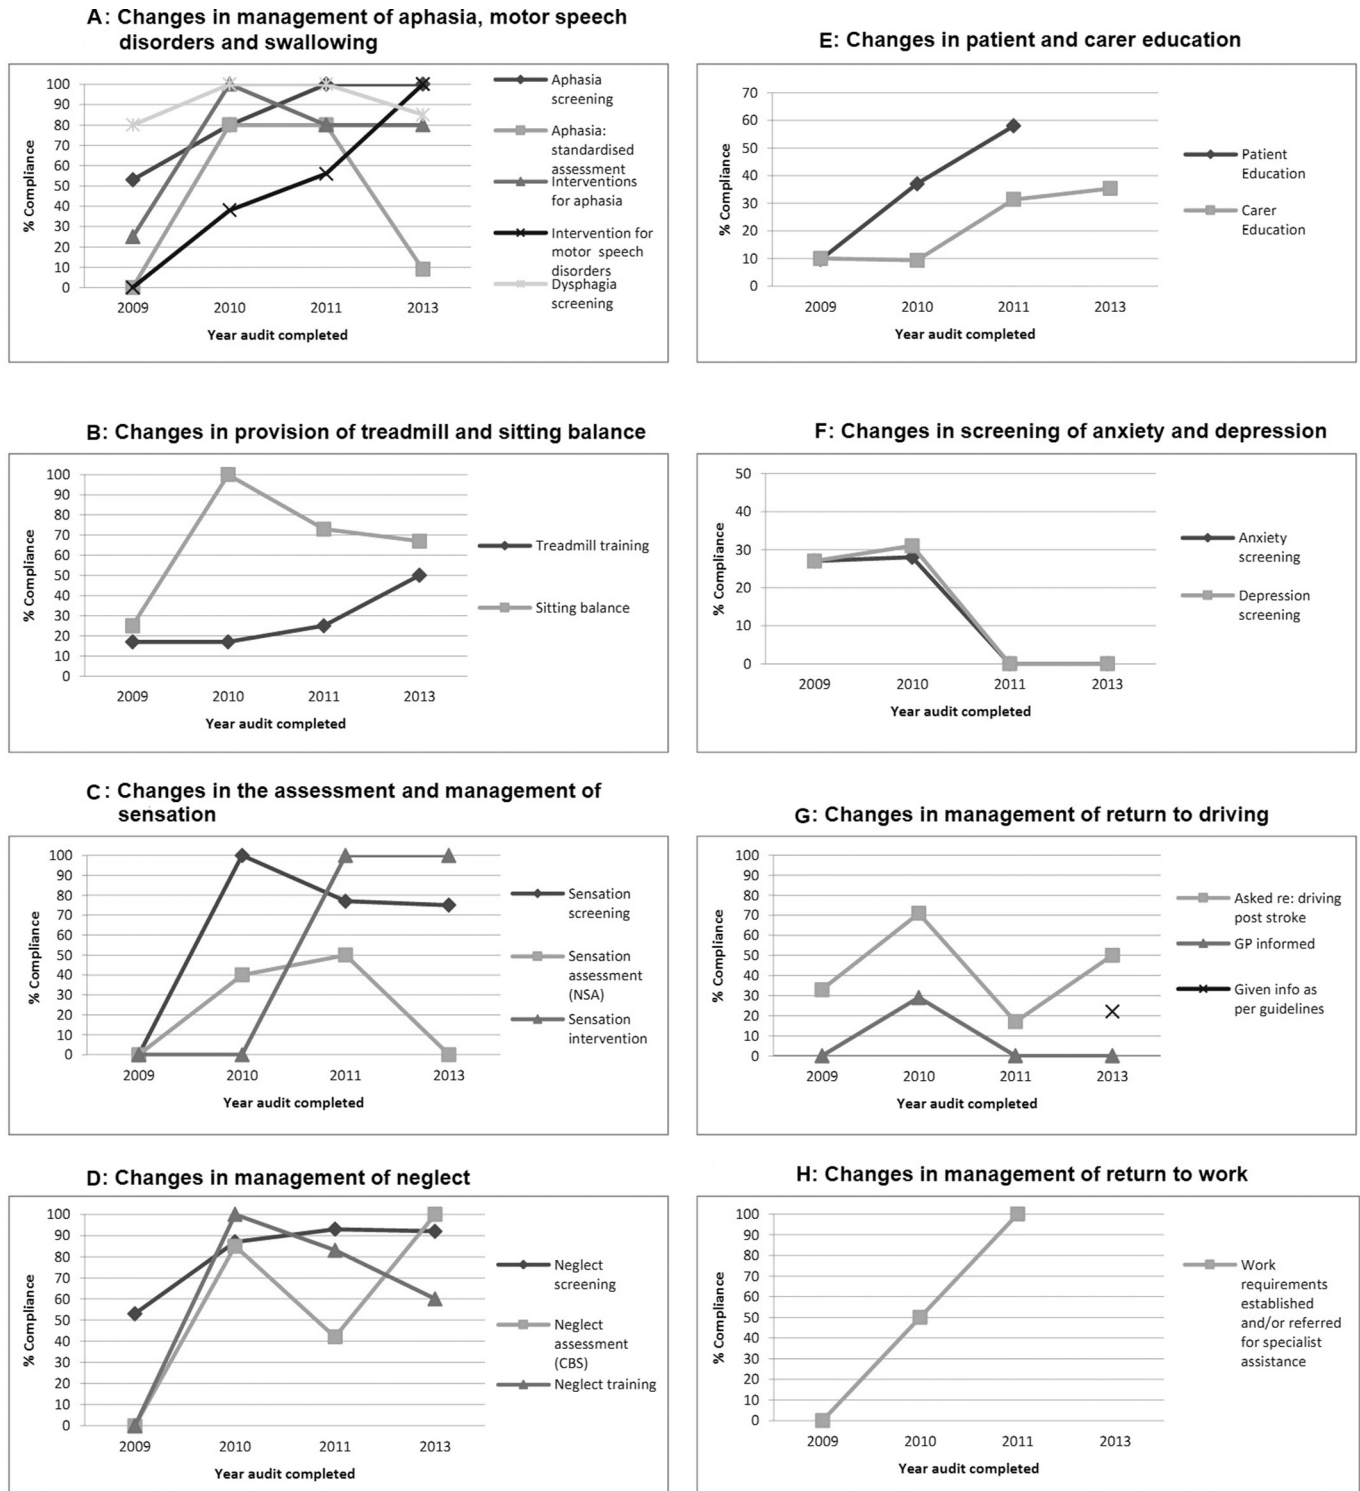 A: Changes in management of aphasia, motor speech
disorders and swallowing
% Compliance
100
90
80
70
60
50
40
30
20
10
0
2009
2010
2011
2013
Year audit completed
Aphasia
screening
Aphasia:
standardised
assessment
Interventions
for aphasia
Intervention for
motor speech
disorders
Dysphagia
screening
E: Changes in patient and carer education
% Compliance
70
60
50
40
30
20
10
0
2009
2010
2011
2013
Year audit completed
Patient
Education
Carer
Education
B: Changes in provision of treadmill and sitting balance
% Compliance
100
90
80
70
60
50
40
30
20
10
0
2009
2010
2011
2013
Year audit completed
Treadmill training
Sitting balance
F: Changes in screening of anxiety and depression
% Compliance
50
40
30
20
10
0
2009
2010
2011
2013
Year audit completed
Anxiety
screening
Depression
screening
C: Changes in the assessment and management of
sensation
% Compliance
100
90
80
70
60
50
40
30
20
10
0
2009
2010
2011
2013
Year audit completed
Sensation
screening
Sensation
assessment
(NSA)
Sensation
intervention
G: Changes in management of return to driving
% Compliance
100
90
80
70
60
50
40
30
20
10
0
2009
2010
2011
2013
Year audit completed
Asked re: driving
post stroke
GP informed
Given info as
per guidelines
D: Changes in management of neglect
% Compliance
100
90
80
70
60
50
40
30
20
10
0
2009
2010
2011
2013
Year audit completed
Neglect
screening
Neglect
assessment
(CBS)
Neglect training
H: Changes in management of return to work
% Compliance
100
90
80
70
60
50
40
30
20
10
0
2009
2010
2011
2013
Year audit completed
Work
requirements
established
and/or referred
for specialist
assistance